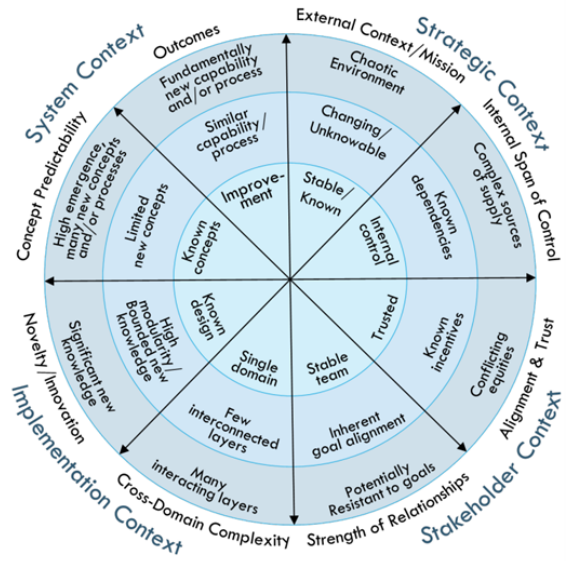 Strategic Context
External Context/Mission
Chaotic
Environment
Changing/
Unknowable
Stable/
Known
Internal Span of Control
Complex sources
of supply
Known
dependencies
Internal
control
Stakeholder Context
Alignment & Trust
Conflicting
equities
Known
incentives
Trusted
Strength of Relationships
Potentially
Resistant to goals
Inherent
goal alignment
Stable
team
Implementation Context
Cross-Domain Complexity
Many
interacting layers
Few
interconnected
layers
Single
domain
Novelty/Innovation
Significant new
knowledge
High
modularity/
Bounded new
knowledge
Known
design
System Context
Concept Predictability
High emergence,
many new concepts
and/or processes
Limited
new concepts
Known
concepts
Outcomes
Fundamentally
new capability
and/or process
Similar
capability/
process
Improve-
ment